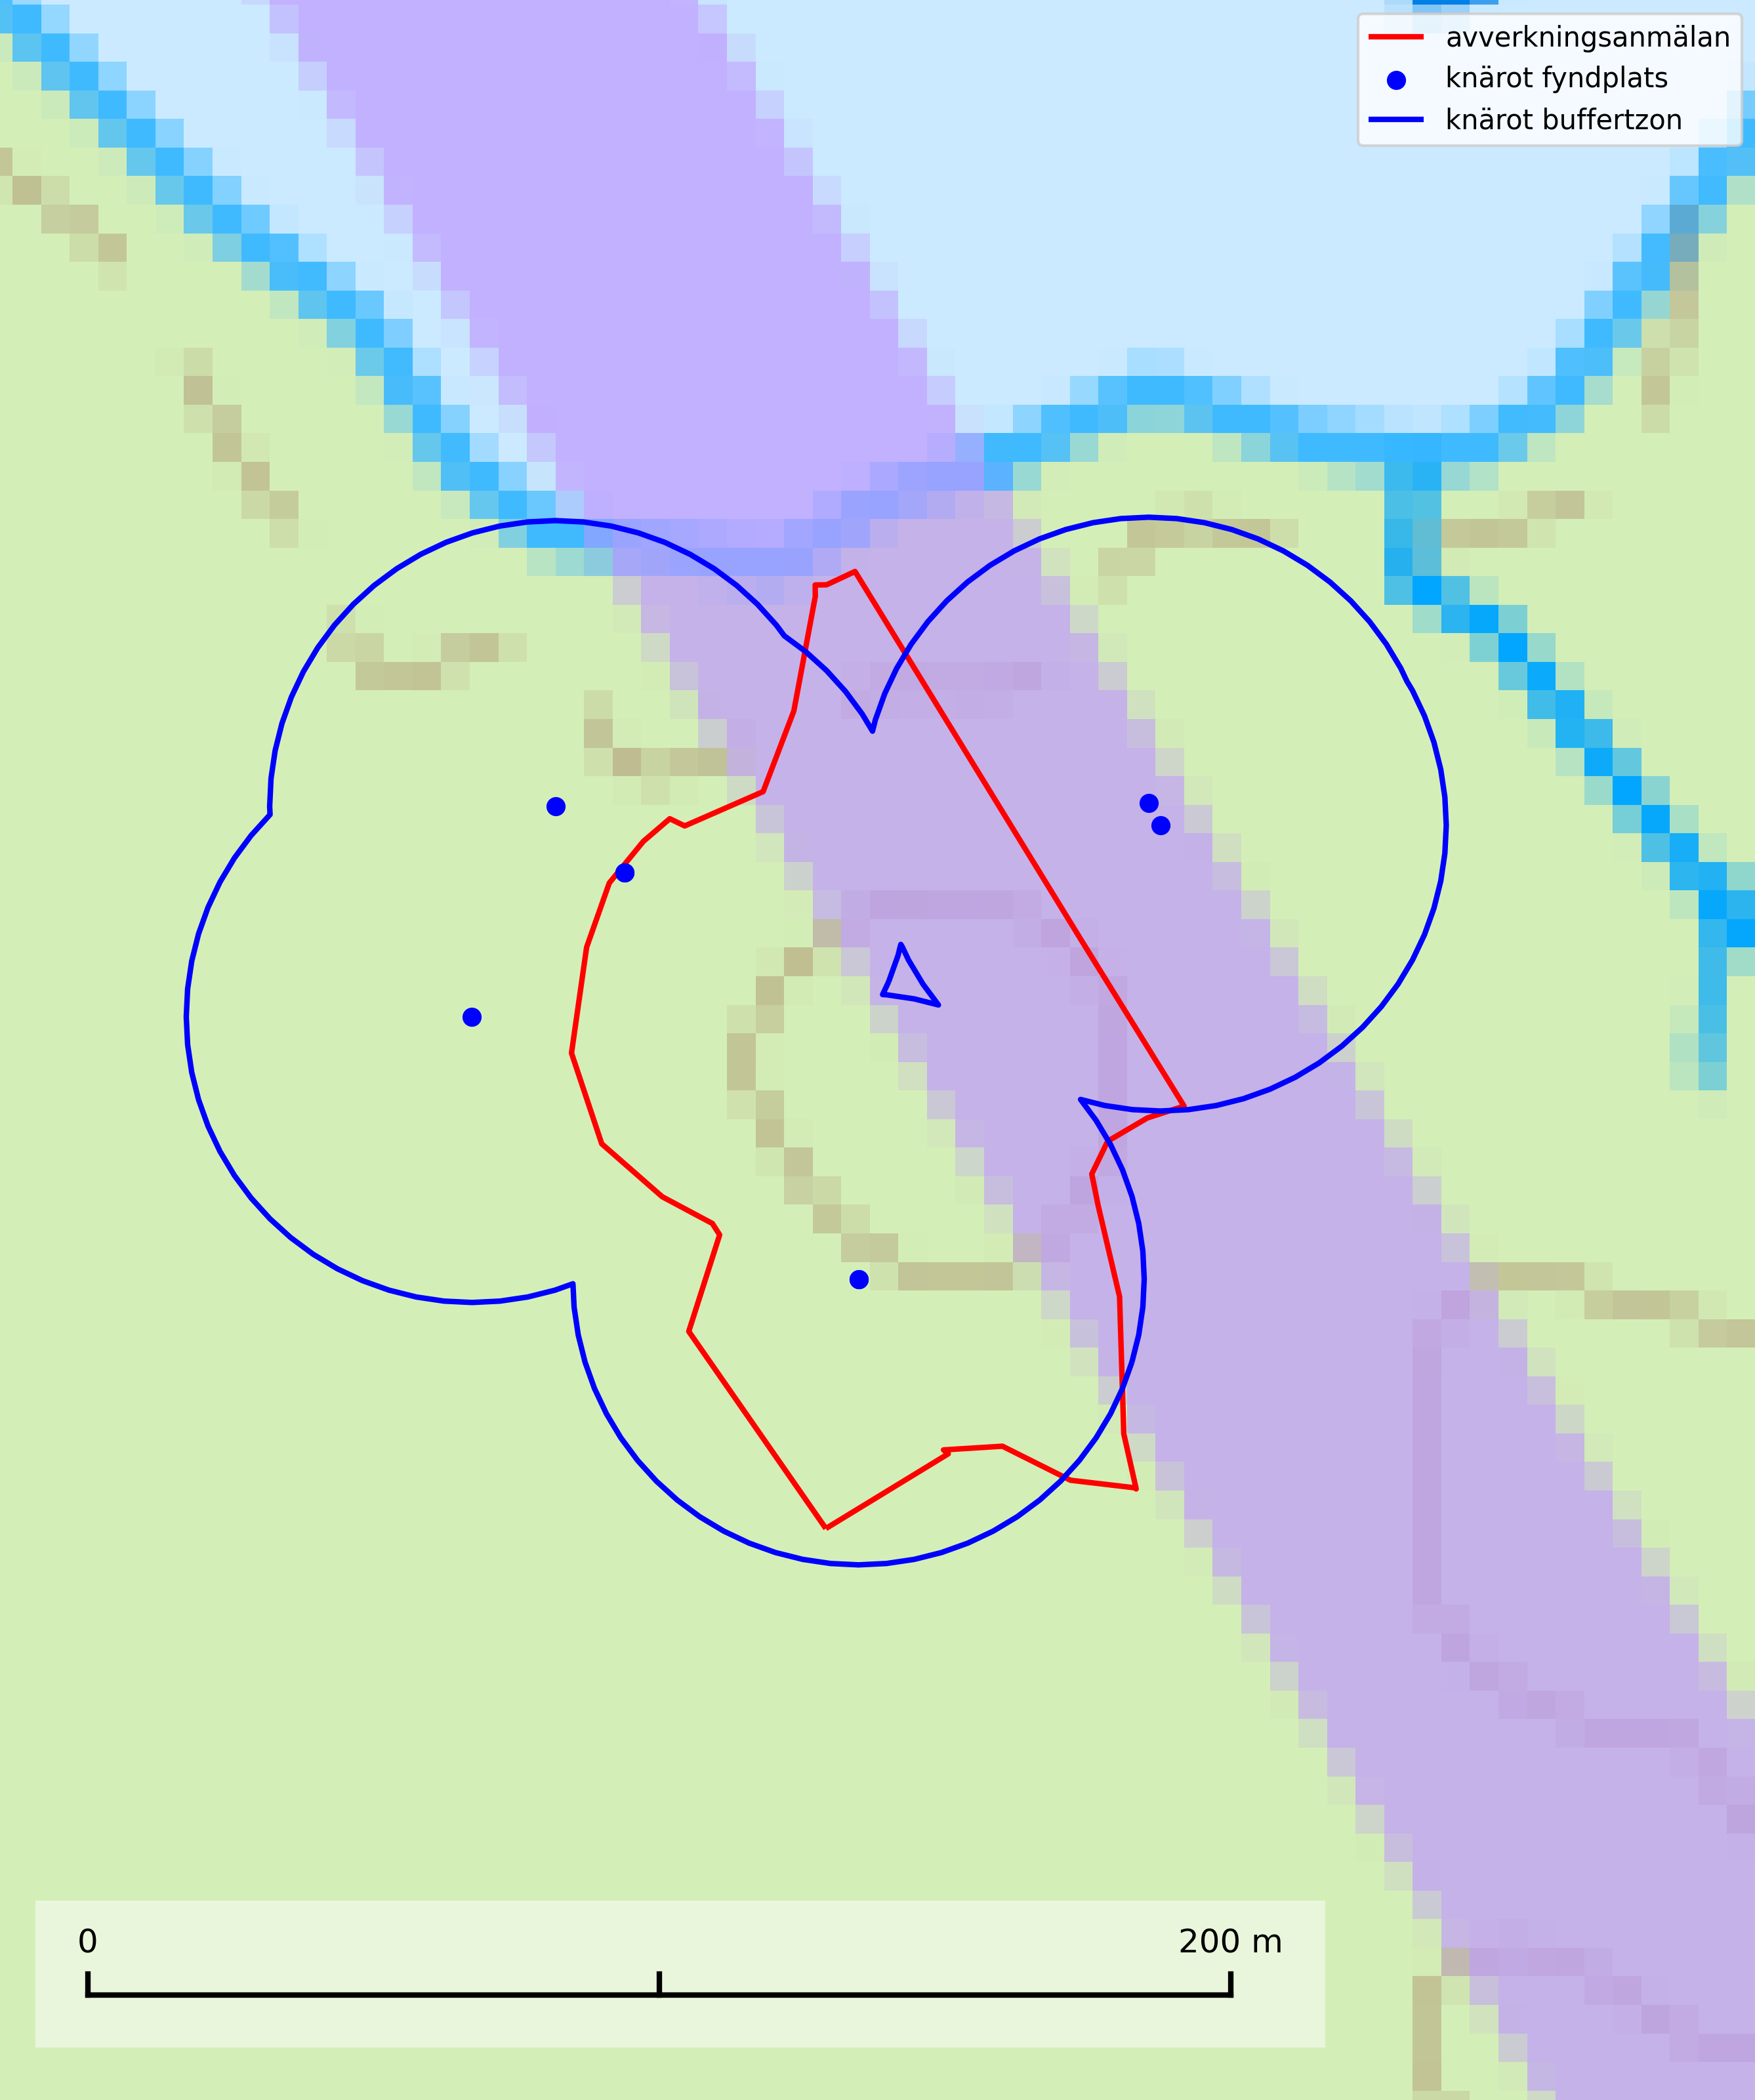 avverkningsanmälan
knärot fyndplats
knärot buffertzon
0 200 m